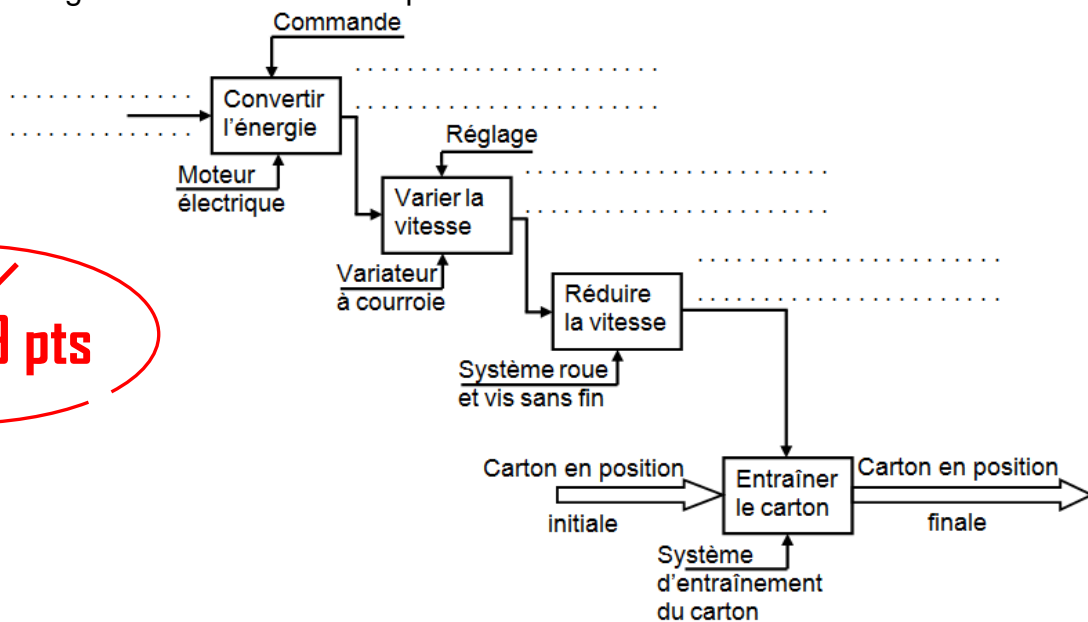 Commande
Convertir
l'énergie
Moteur
électrique
Réglage
Varier la
vitesse
Variateur
à courroie
Réduire
la vitesse
pts
Système roue
et vis sans fin
Carton en position
initiale
Entraîner
le carton
Carton en position
finale
Système
d'entraînement
du carton